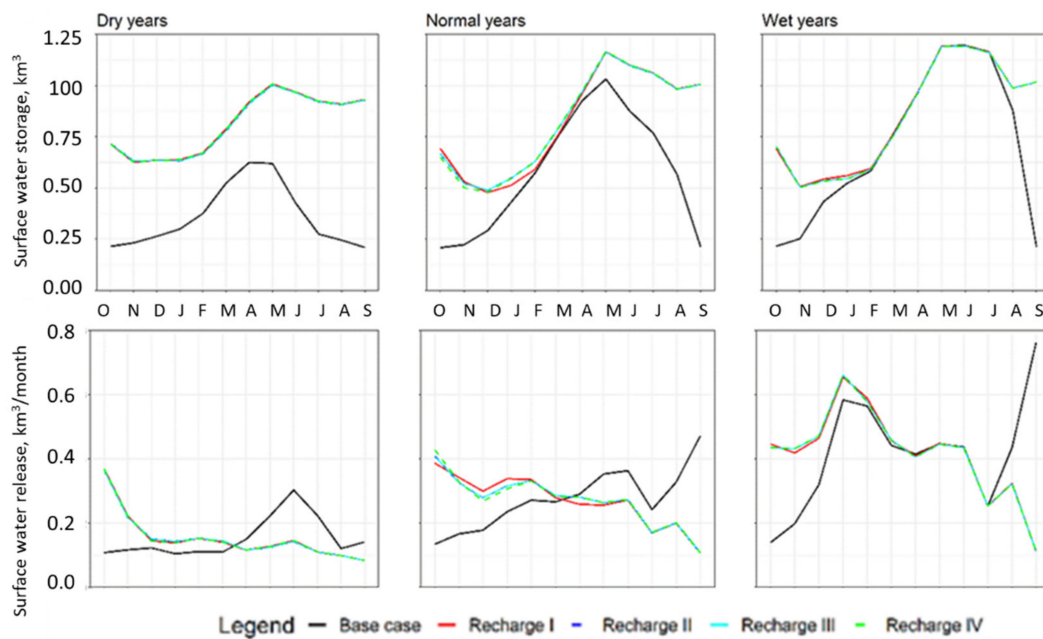 Dry years
Normal years
Wet years
Surface water storage, km³
1.25
100
0.75
0.50
0.25
0.00
O N D J F M A M J J A S
O N D J F M A M J J A S
O N D J F M A M J J A S
Surface water release, km³/month
0.8
0.6
0.4
0.2
0.0
Legend Base case Recharge I Recharge II Recharge III Recharge IV